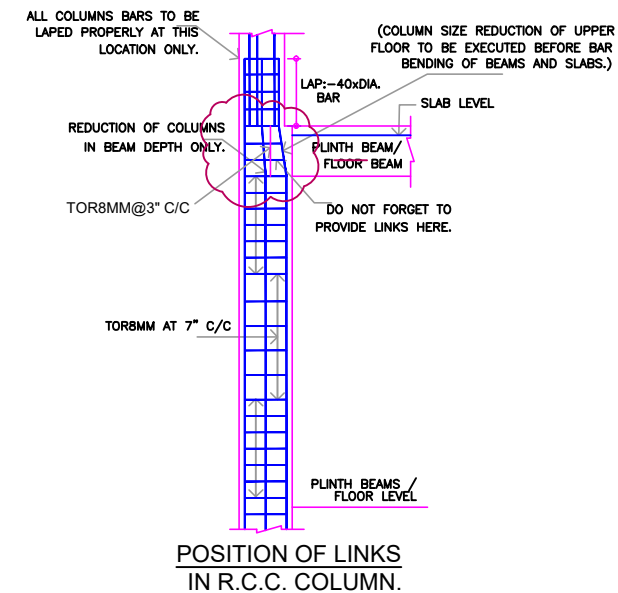 ALL COLUMNS BARS TO BE
LAPED PROPERLY AT THIS
LOCATION ONLY.
(COLUMN SIZE REDUCTION OF UPPER
FLOOR TO BE EXECUTED BEFORE BAR
BENDING OF BEAMS AND SLABS.)
LAP:-40xDIA.
BAR
SLAB LEVEL
REDUCTION OF COLUMNS
IN BEAM DEPTH ONLY.
PLINTH BEAM/
FLOOR BEAM
TOR8MM@3" C/C
DO NOT FORGET TO
PROVIDE LINKS HERE.
TOR8MM AT 7" C/C
PLINTH BEAMS /
FLOOR LEVEL
POSITION OF LINKS
IN R.C.C. COLUMN.